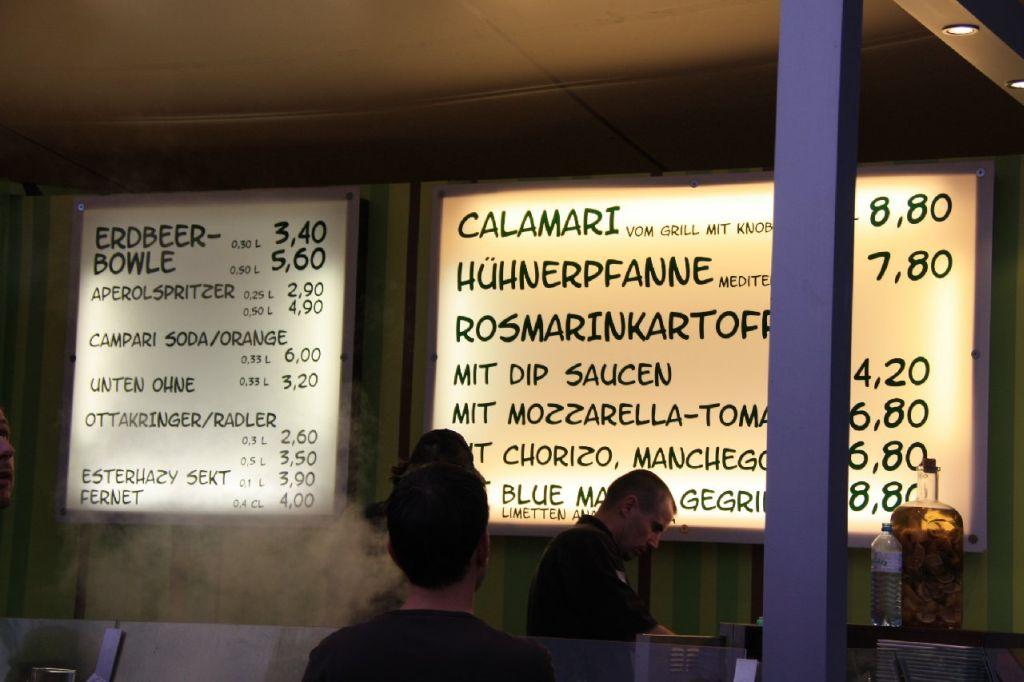 ERDBEER- 0,30 L 3,40
BOWLE 0,50 L 5,60
APEROLSPRITZER 0,25 L 2,90
0,50 L 4,90
CAMPARI SODA/ORANGE
0,33 L 6,00
UNTEN OHNE 0,33 L 3,20
OTTAKRINGER/RADLER
0,3 L 2,60
0,5 L 3,50
ESTERHAZY SEKT 0,1 L 3,90
FERNET 0,4 CL 4,00
CALAMARI VOM GRILL MIT KNOB 8,80
HÜHNERPFANNE MEDITE 7,80
ROSMARINKARTOFF
MIT DIP SAUCEN 4,20
MIT MOZZARELLA-TOMA 6,80
IT CHORIZO, MANCHEGO 6,80
BLUE MA GEGRI 8,80
LIMETTEN